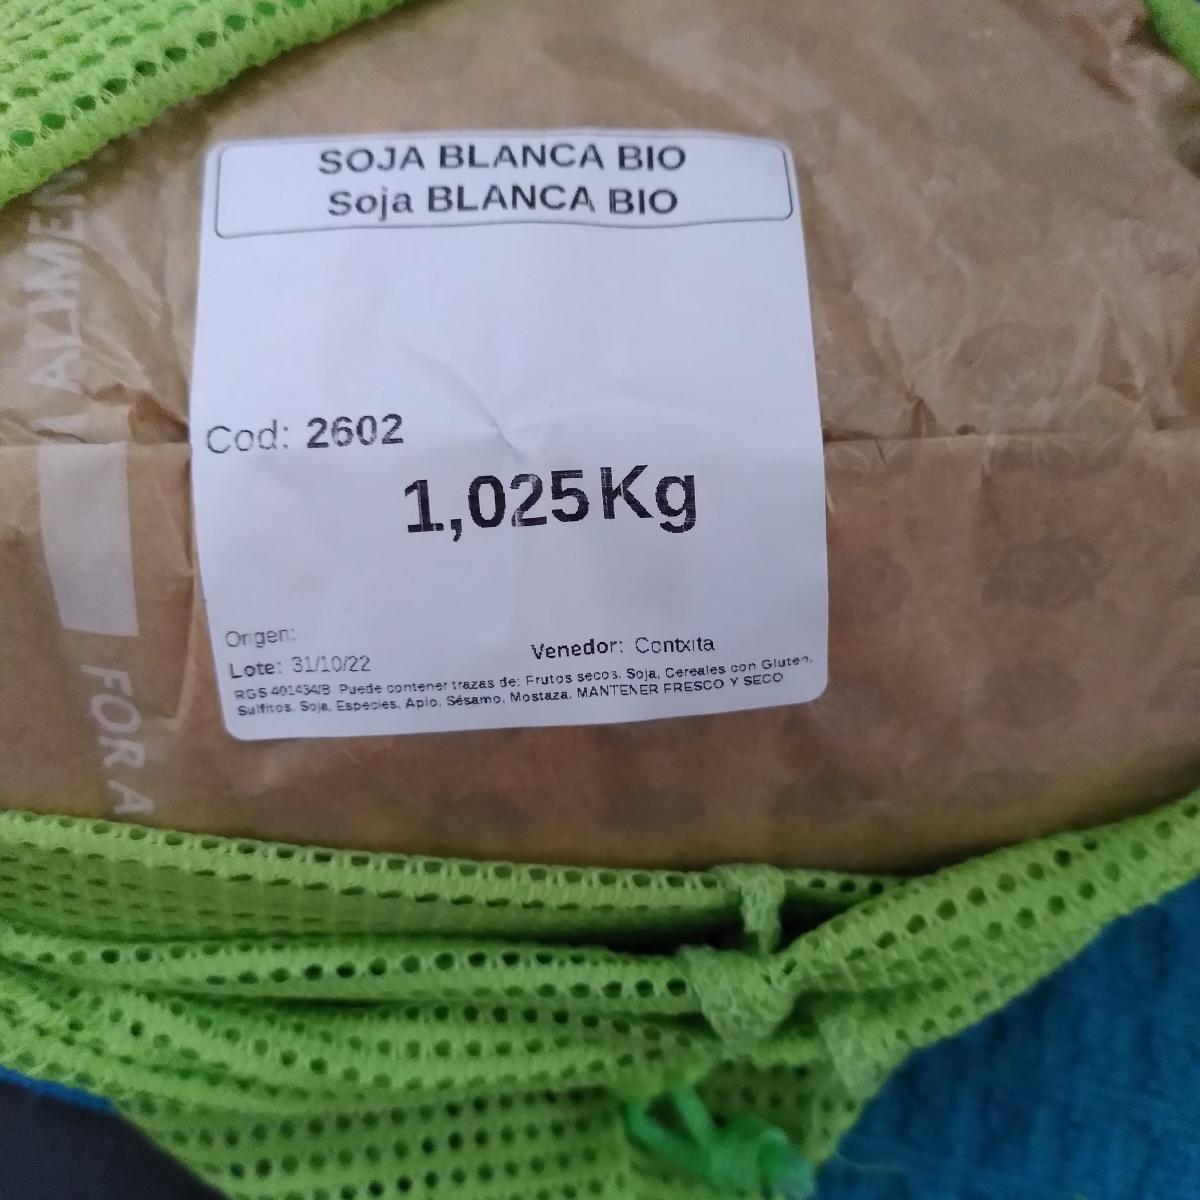 SOJA BLANCA BIO
Soja BLANCA BIO
Cod: 2602
1,025Kg
Origen:
Venedor: Contxita
Lote: 31/10/22
RGS 401434/B Puede contener trazas de: Frutos secos, Soja, Cereales con Gluten,
Sulfitos, Soja, Especies, Apio, Sésamo, Mostaza, MANTENER FRESCO Y SECO
ALIMEN
FOR A